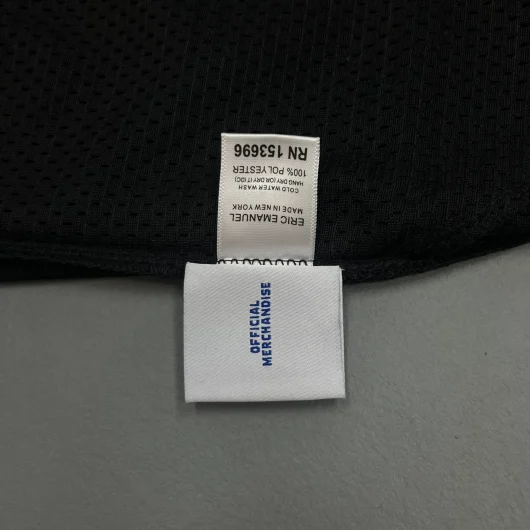 ERIC EMANUEL
MADE IN NEW YORK
COLD WATER WASH
HANG DRY (OR DRY IT IDC)
100% POLYESTER
RN 153696
OFFICIAL
MERCHANDISE